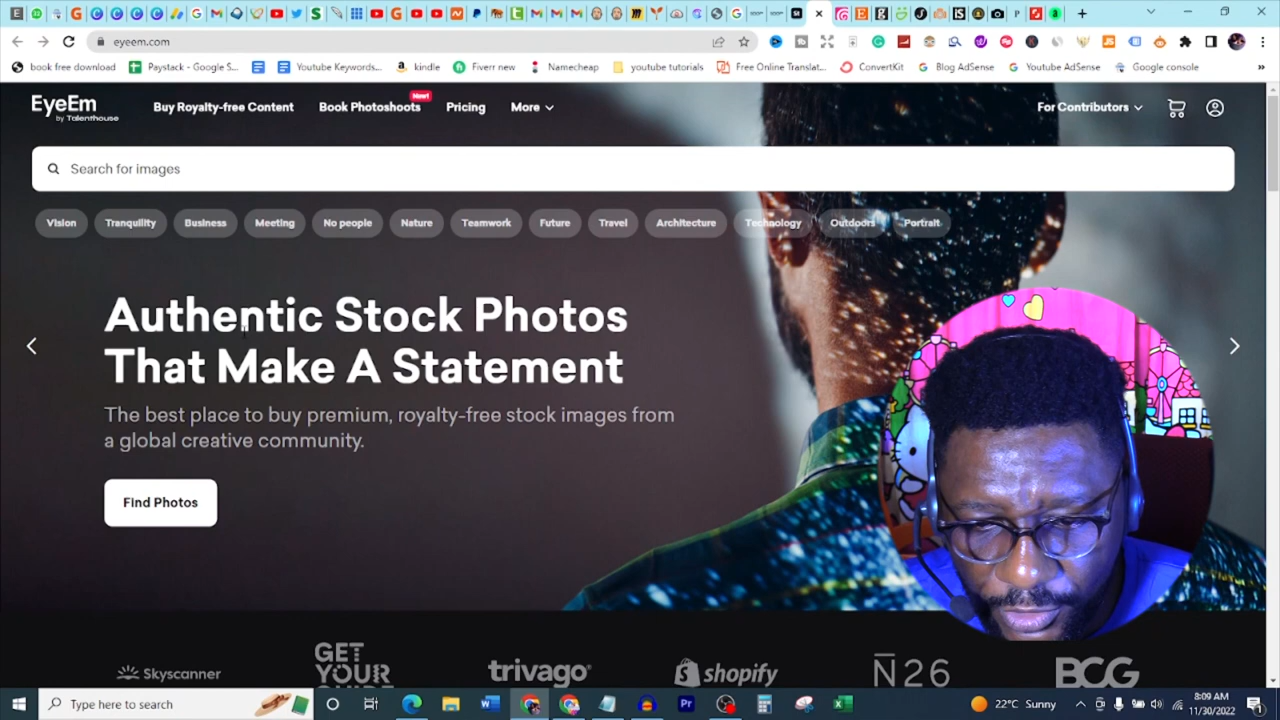 eyeem.com
book free download
Paystack - Google S...
Youtube Keywords...
kindle
Fiverr new
Namecheap
youtube tutorials
Free Online Translat...
ConvertKit
Blog AdSense
Youtube AdSense
Google console
»
EyeEm
by Talenthouse
Buy Royalty-free Content
Book Photoshoots
New!
Pricing
More
For Contributors
Search for images
Vision
Tranquility
Business
Meeting
No people
Nature
Teamwork
Future
Travel
Architecture
Technology
Outdoors
Portrait
Authentic Stock Photos
That Make A Statement
The best place to buy premium, royalty-free stock images from
a global creative community.
Find Photos
Skyscanner
GET
YOUR
trivago
shopify
N26
BCG
Type here to search
22°C Sunny
8:09 AM
11/30/2022